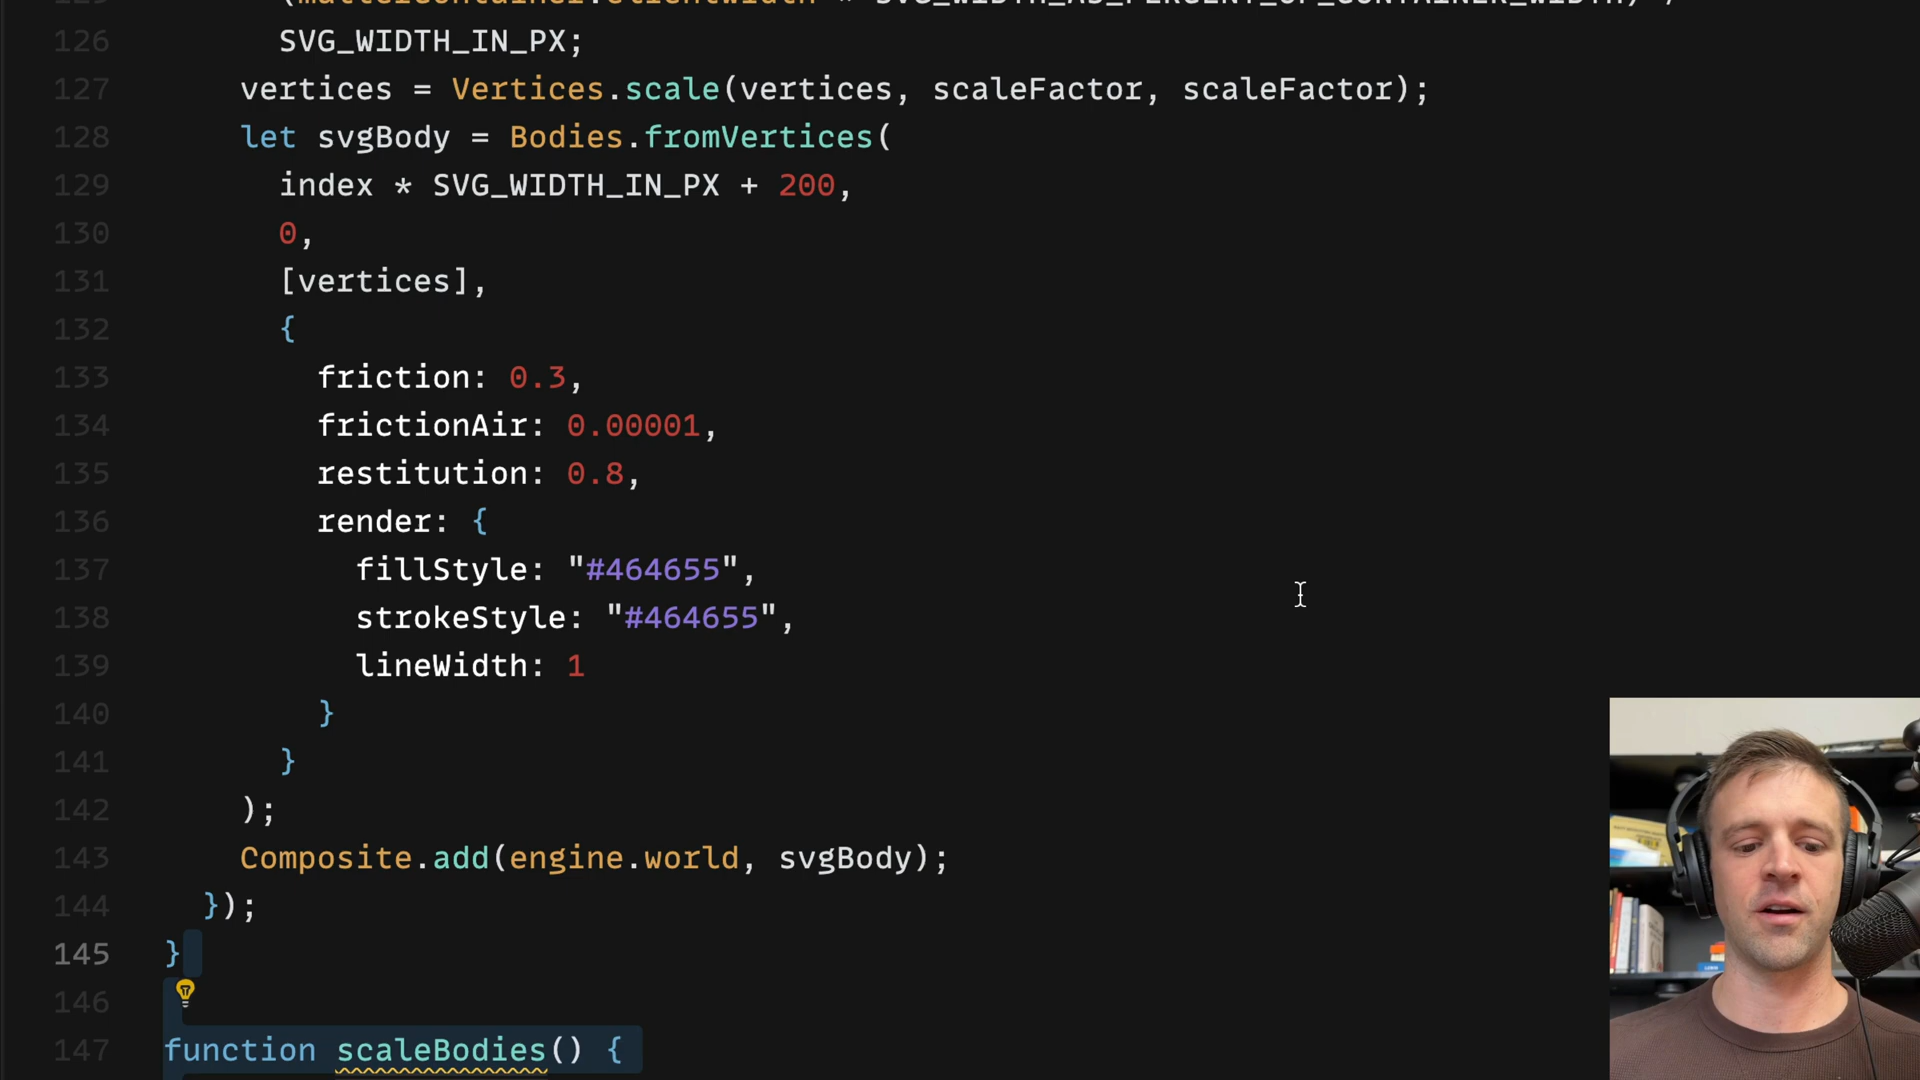 (matterContainer.clientWidth * SVG_WIDTH_AS_PERCENT_OF_CONTAINER_WIDTH) /
126 SVG_WIDTH_IN_PX;
127 vertices = Vertices.scale(vertices, scaleFactor, scaleFactor);
128 let svgBody = Bodies.fromVertices(
129 index * SVG_WIDTH_IN_PX + 200,
130 0,
131 [vertices],
132 {
133 friction: 0.3,
134 frictionAir: 0.00001,
135 restitution: 0.8,
136 render: {
137 fillStyle: "#464655",
138 strokeStyle: "#464655",
139 lineWidth: 1
140 }
141 }
142 );
143 Composite.add(engine.world, svgBody);
144 });
145 }
146
147 function scaleBodies() {